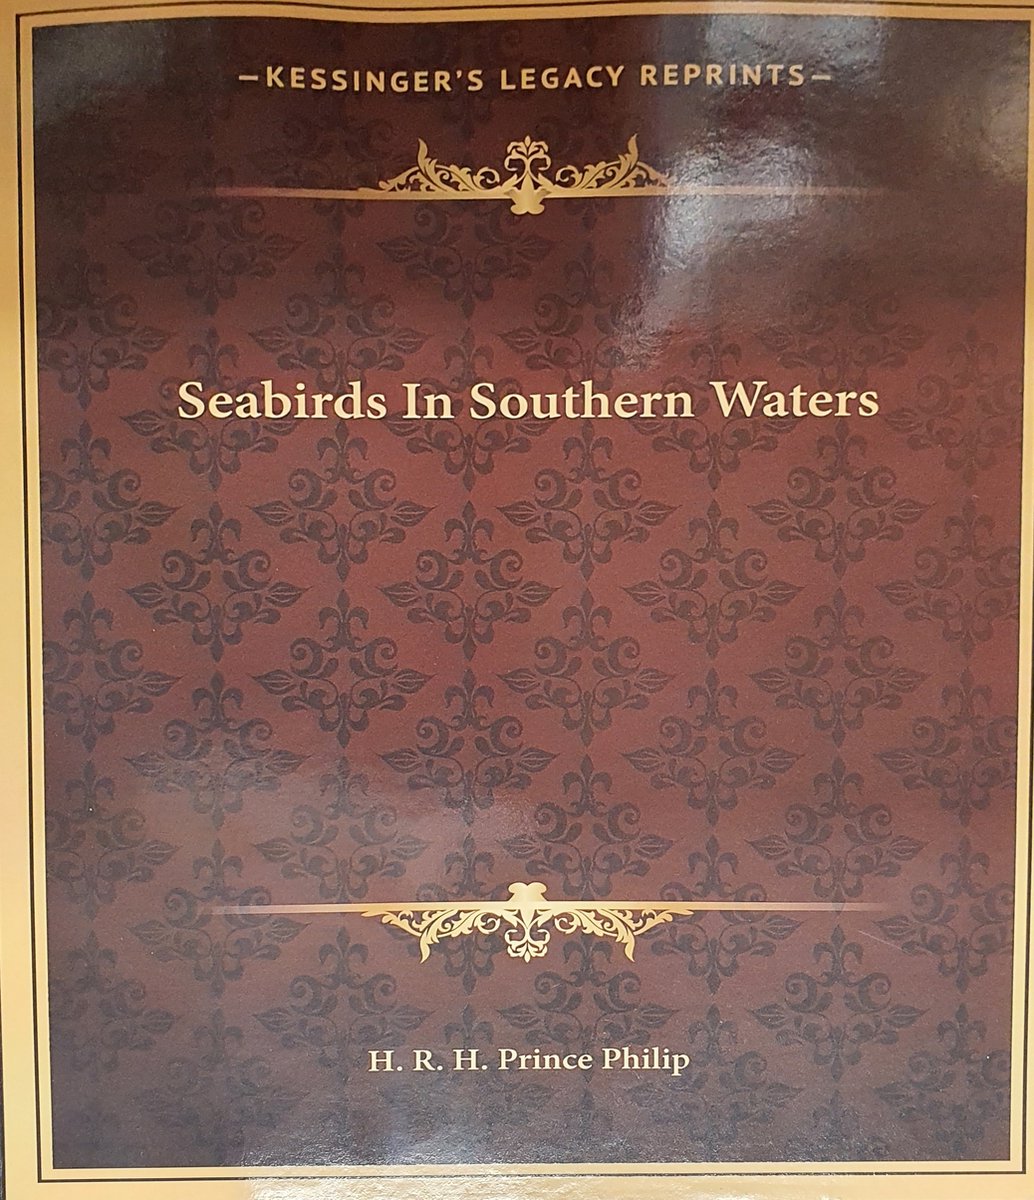 –KESSINGER'S LEGACY REPRINTS–
Seabirds In Southern Waters
H. R. H. Prince Philip